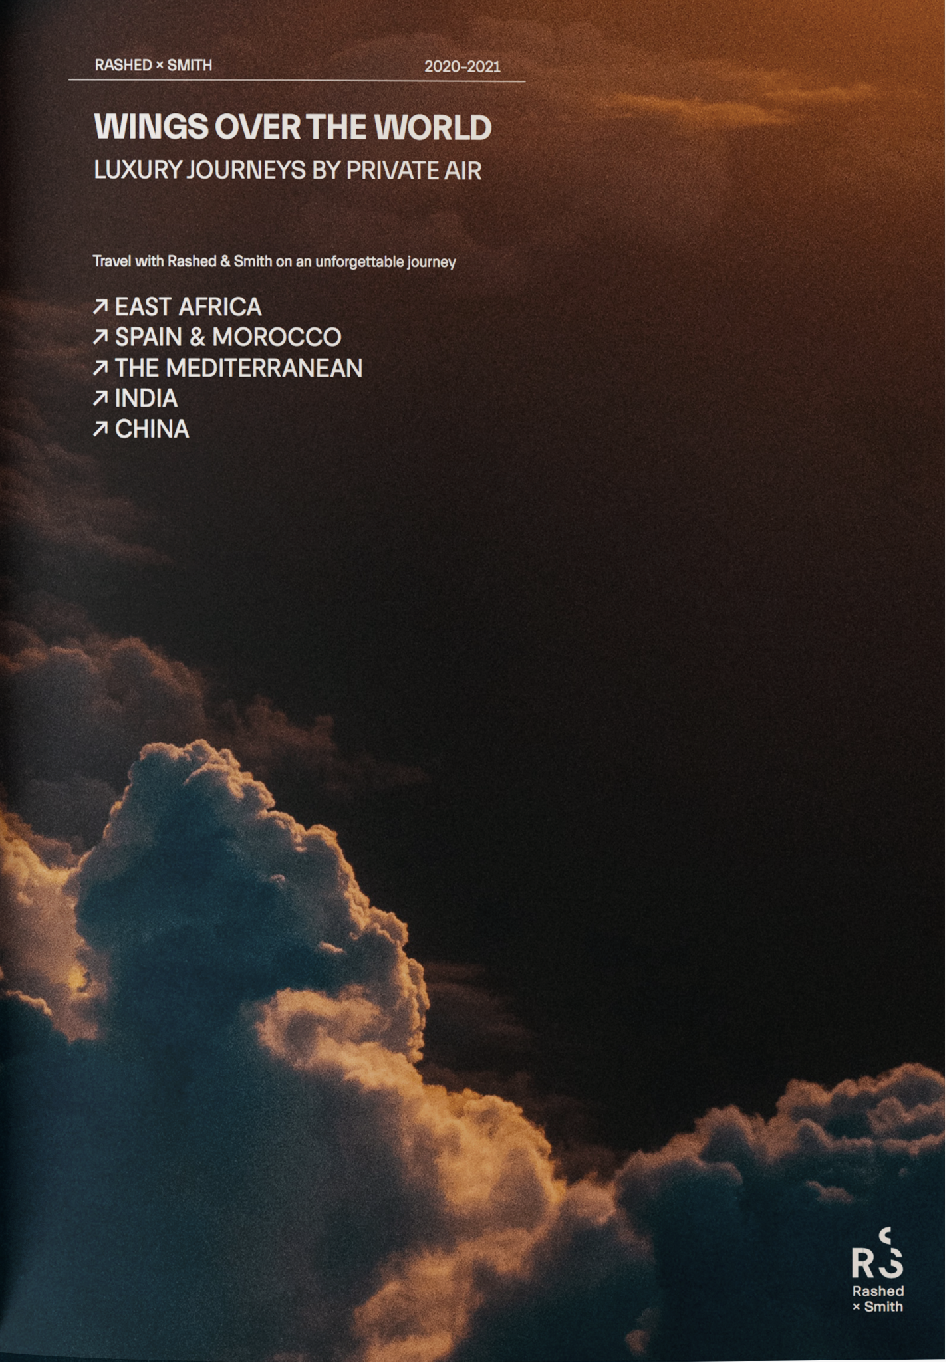 RASHED × SMITH 2020–2021
WINGS OVER THE WORLD
LUXURY JOURNEYS BY PRIVATE AIR
Travel with Rashed & Smith on an unforgettable journey
↗ EAST AFRICA
↗ SPAIN & MOROCCO
↗ THE MEDITERRANEAN
↗ INDIA
↗ CHINA
RS
Rashed
× Smith